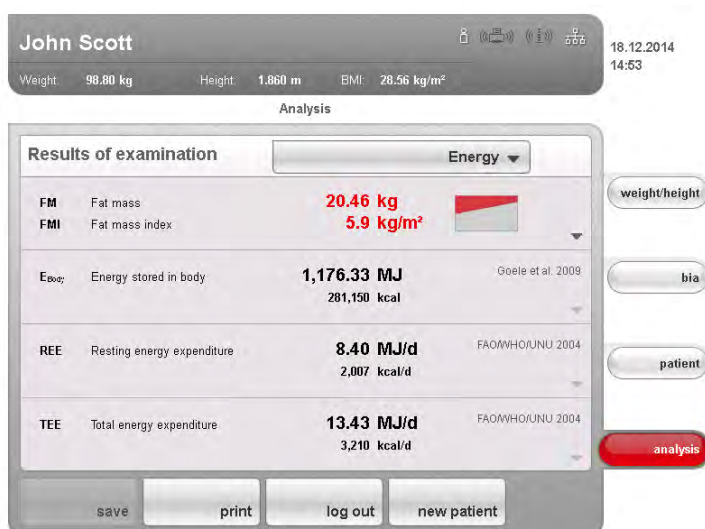 John Scott
18.12.2014
14:53
Weight: 98.80 kg Height: 1.860 m BMI: 28.56 kg/m²
Analysis
Results of examination
Energy
weight/height
FM Fat mass 20.46 kg
FMI Fat mass index 5.9 kg/m²
EBody Energy stored in body 1,176.33 MJ Goele et al. 2009
281,150 kcal
bia
REE Resting energy expenditure 8.40 MJ/d FAO/WHO/UNU 2004
2,007 kcal/d
patient
TEE Total energy expenditure 13.43 MJ/d FAO/WHO/UNU 2004
3,210 kcal/d
analysis
save print log out new patient